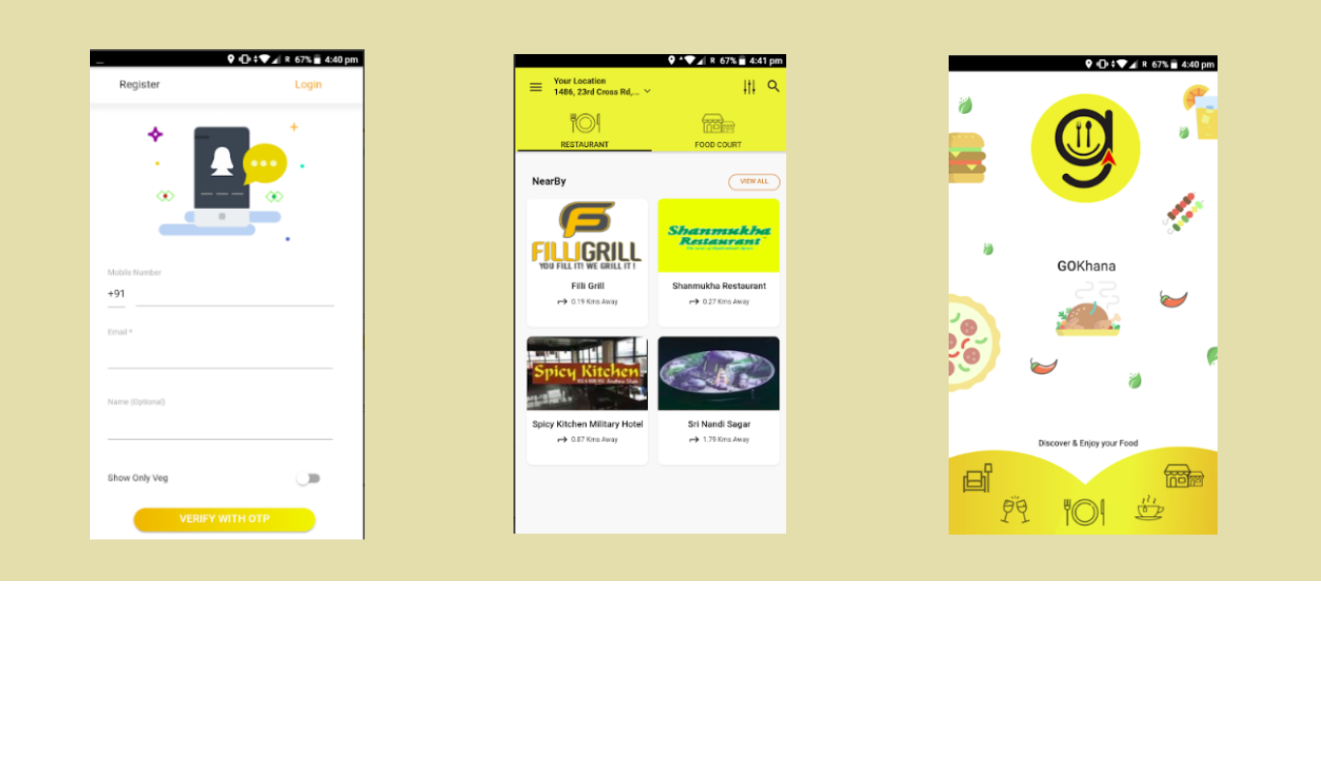 R 67% 4:40 pm
Register
Login
Mobile Number
+91
Email *
Name (Optional)
Show Only Veg
VERIFY WITH OTP
R 67% 4:41 pm
Your Location
1486, 23rd Cross Rd,...
RESTAURANT
FOOD COURT
NearBy
VIEW ALL
FILLIGRILL
YOU FILL IT! WE GRILL IT !
Filli Grill
0.19 Kms Away
Shanmukha
Restaurant
Shanmukha Restaurant
0.27 Kms Away
Spicy Kitchen
Spicy Kitchen Military Hotel
0.87 Kms Away
Sri Nandi Sagar
1.79 Kms Away
R 67% 4:40 pm
g
GOKhana
Discover & Enjoy your Food